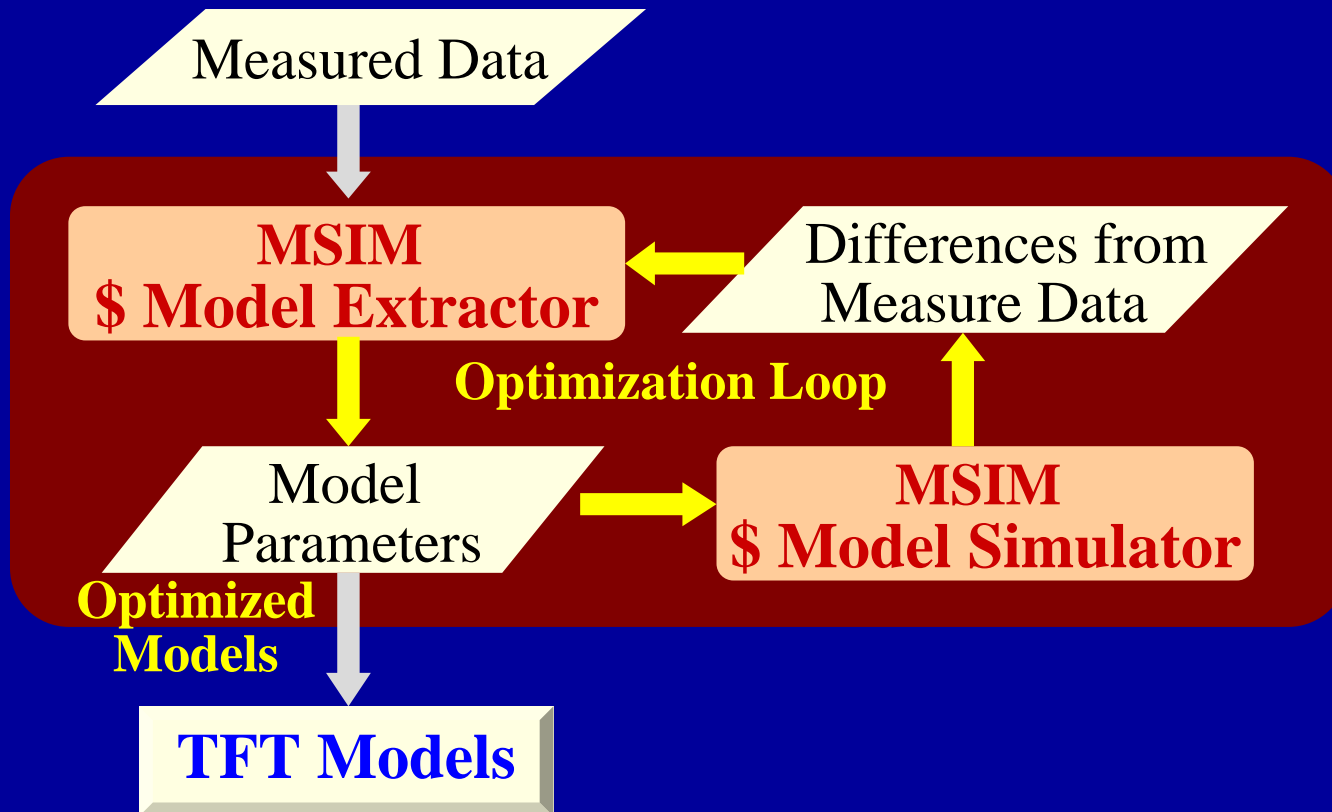 Measured Data
MSIM
$ Model Extractor
Differences from
Measure Data
Optimization Loop
Model
Parameters
MSIM
$ Model Simulator
Optimized
Models
TFT Models